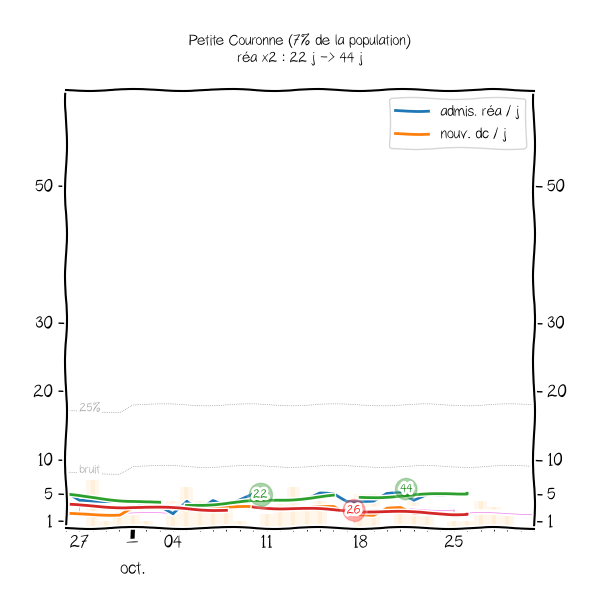 Petite Couronne (7% de la population)
réa x2 : 22 j -> 44 j
admis. réa / j
nouv. dc / j
50 50
30 30
20 20
25%
10 10
bruit
5 5
22 44
26
1 1
27 1 04 11 18 25
oct.